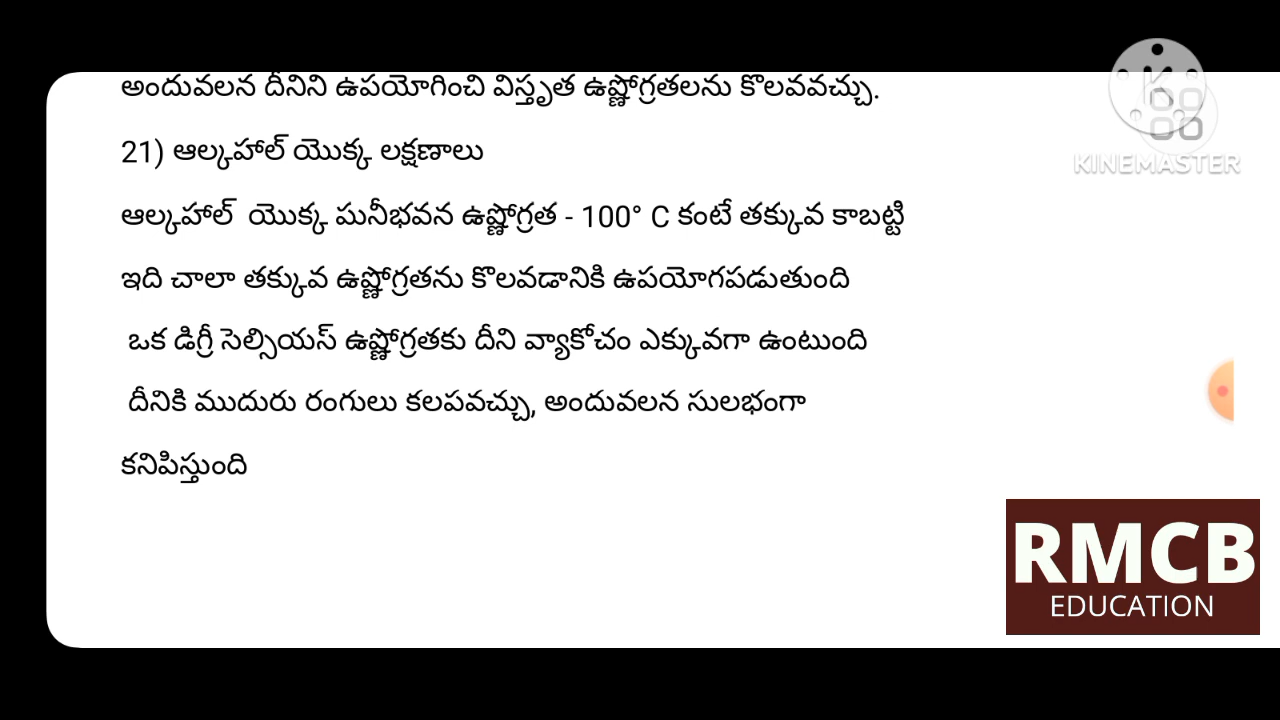 అందువలన దీనిని ఉపయోగించి విస్తృత ఉష్ణోగ్రతలను కొలవవచ్చు.
21) ఆల్కహాల్ యొక్క లక్షణాలు
ఆల్కహాల్ యొక్క ఘనీభవన ఉష్ణోగ్రత - 100° C కంటే తక్కువ కాబట్టి
ఇది చాలా తక్కువ ఉష్ణోగ్రతను కొలవడానికి ఉపయోగపడుతుంది
ఒక డిగ్రీ సెల్సియస్ ఉష్ణోగ్రతకు దీని వ్యాకోచం ఎక్కువగా ఉంటుంది
దీనికి ముదురు రంగులు కలపవచ్చు, అందువలన సులభంగా
కనిపిస్తుంది
KINEMASTER
RMCB
EDUCATION